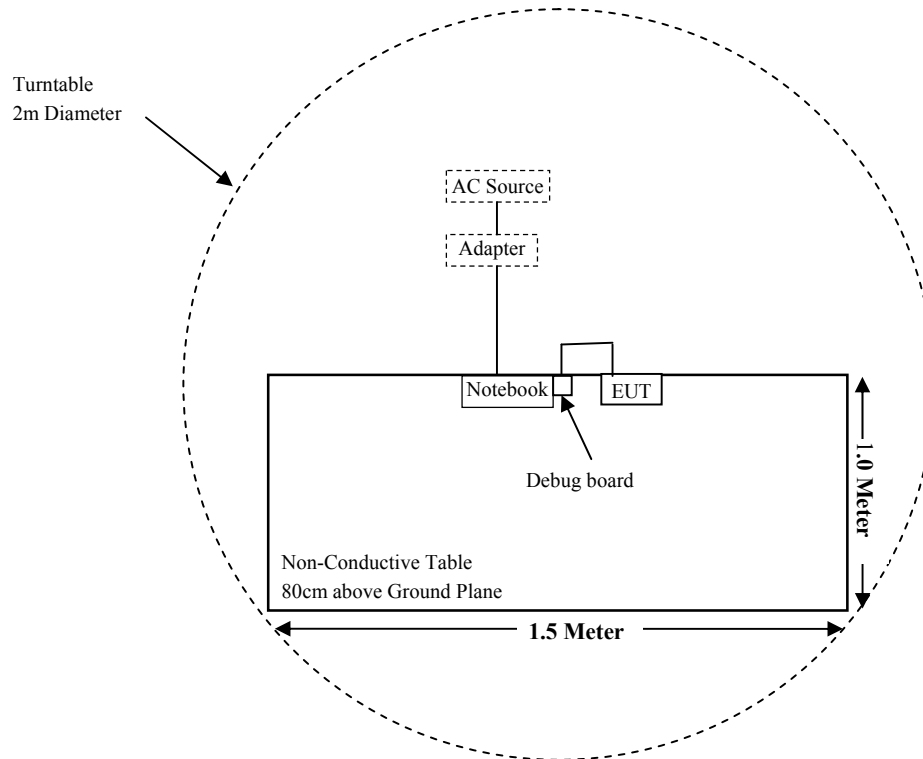 Turntable
2m Diameter
AC Source
Adapter
Notebook
EUT
Debug board
1.0 Meter
Non-Conductive Table
80cm above Ground Plane
1.5 Meter